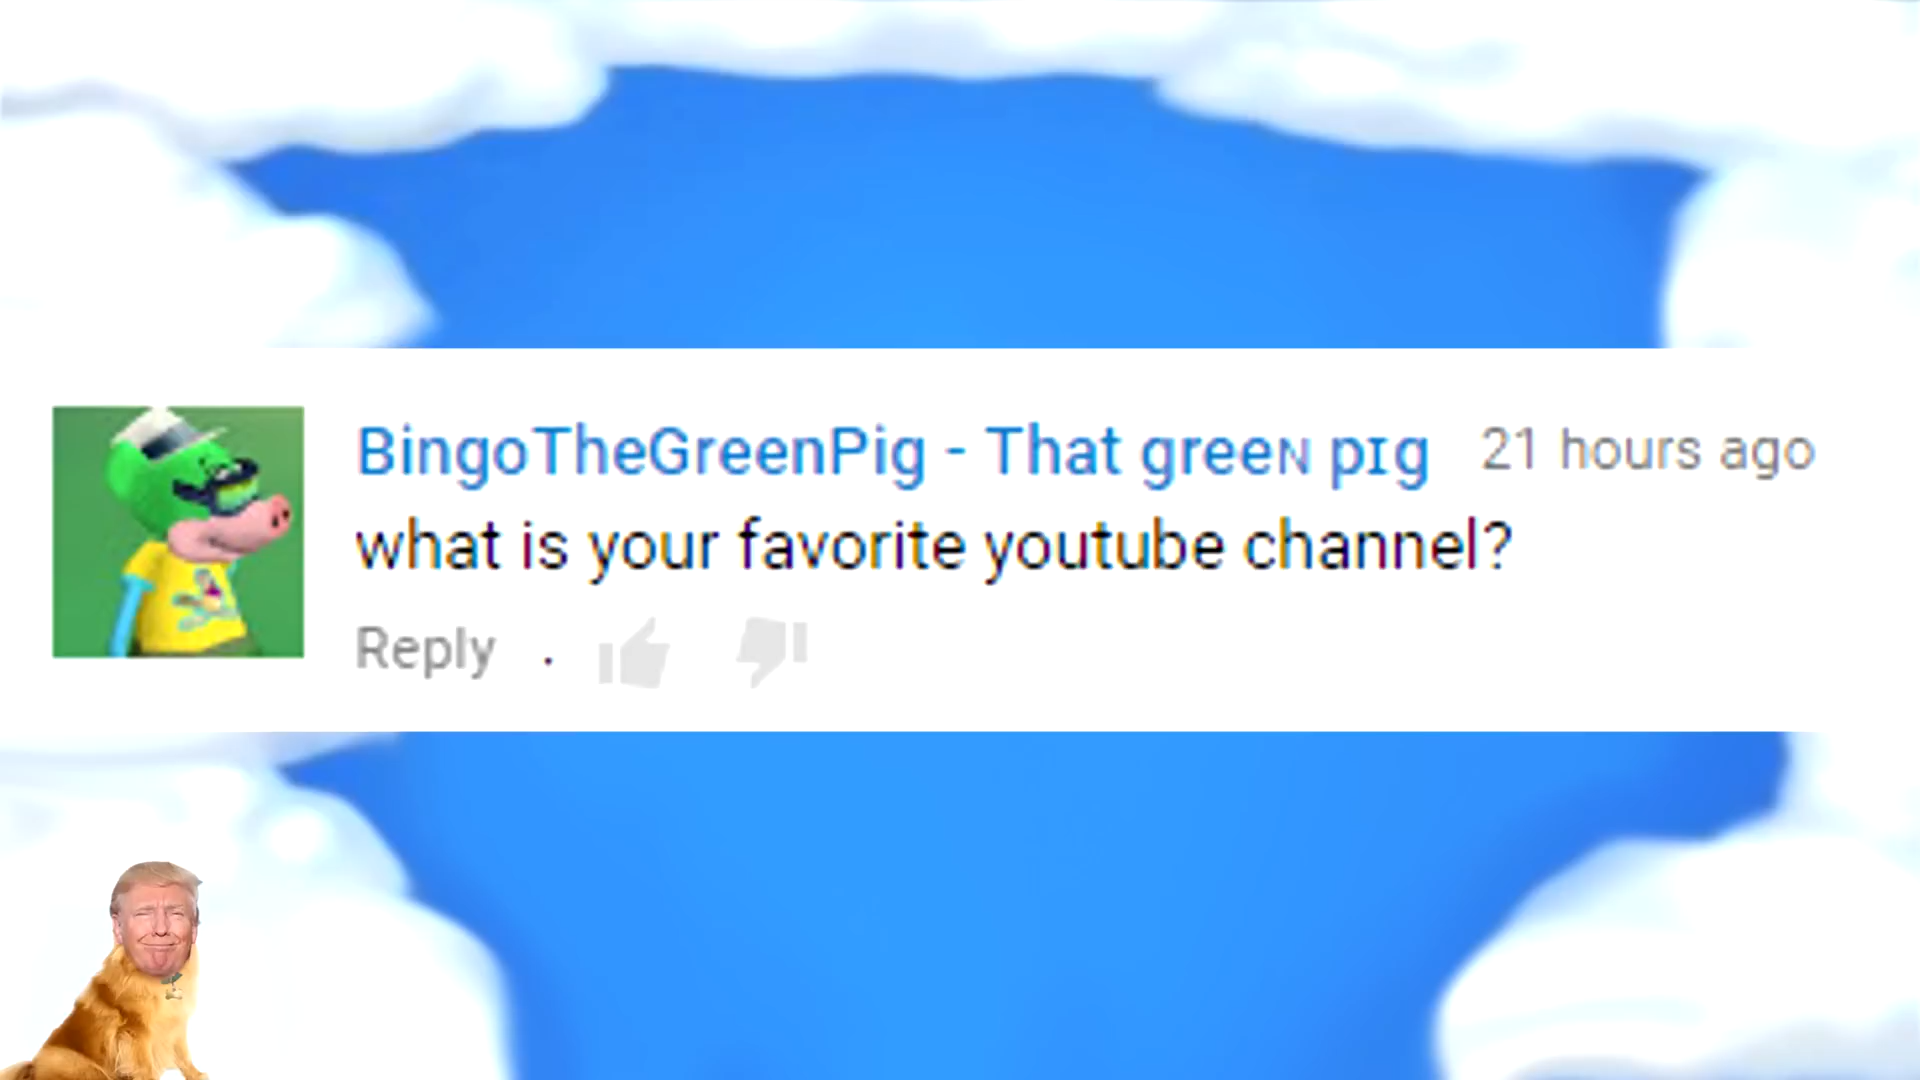 BingoTheGreenPig - That greeɴ pɪg 21 hours ago
what is your favorite youtube channel?
Reply .